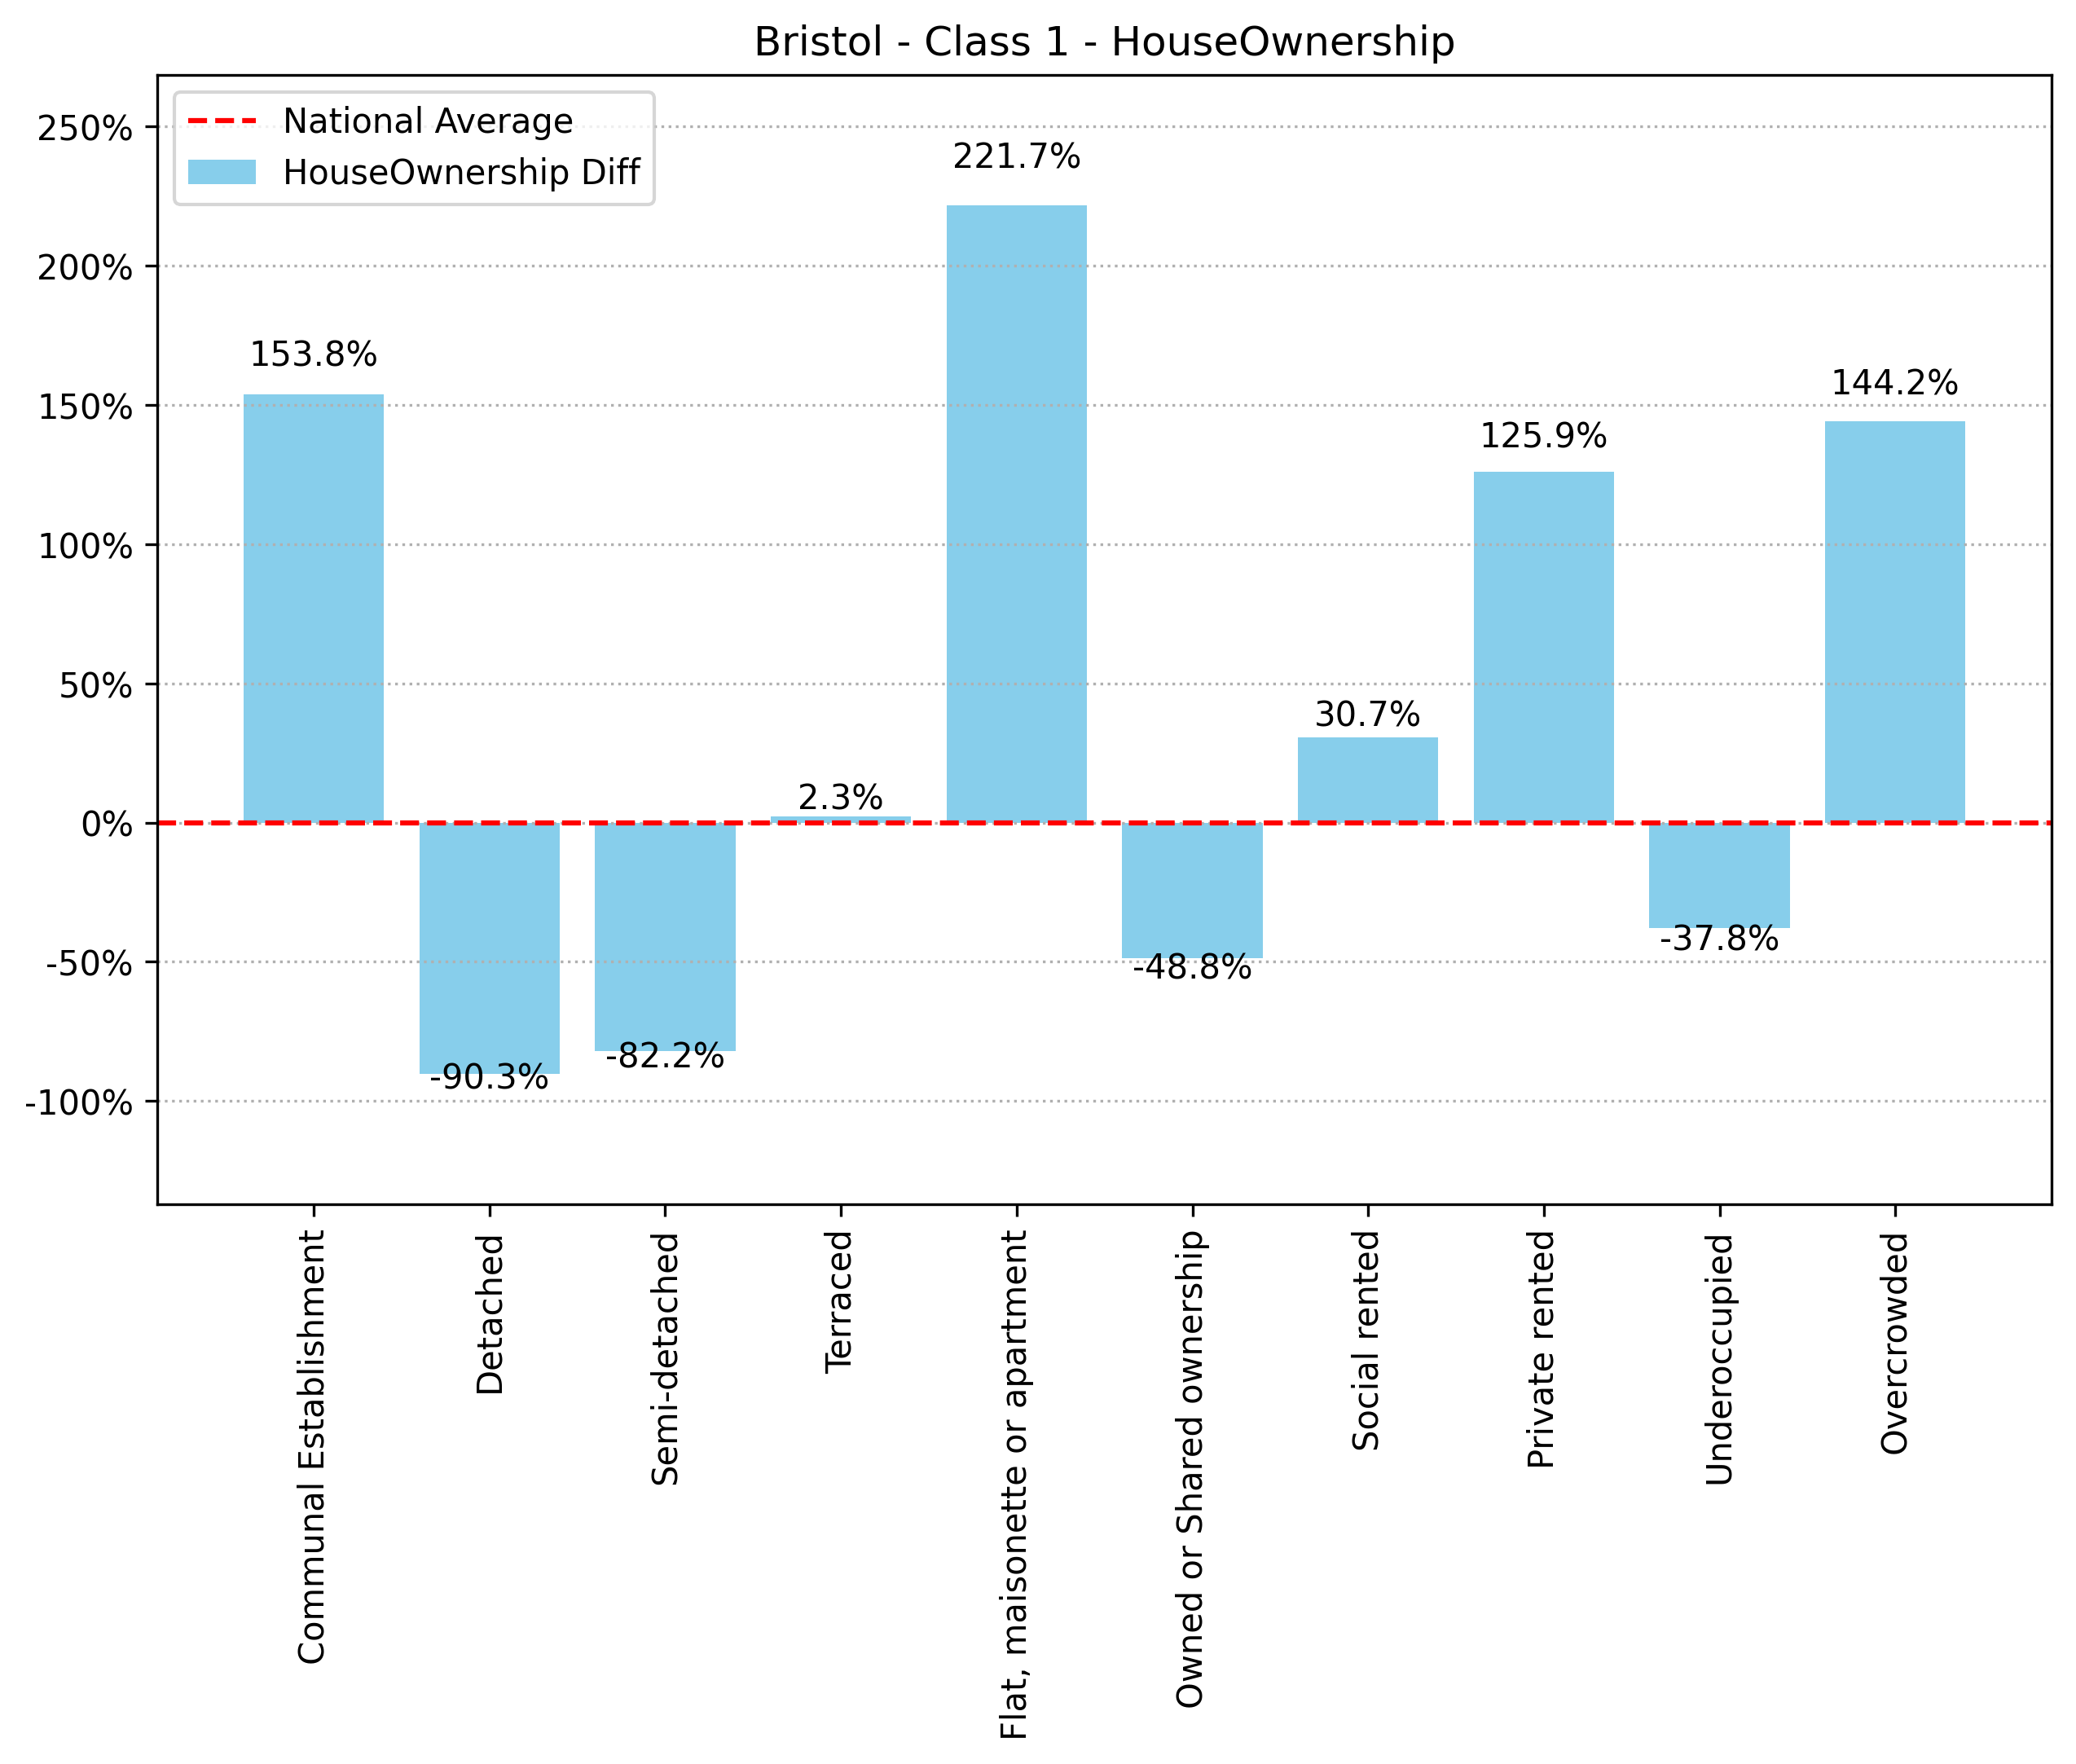 Bristol - Class 1 - HouseOwnership
National Average
HouseOwnership Diff
250%
200%
150%
100%
50%
0%
-50%
-100%
153.8%
-90.3%
-82.2%
2.3%
221.7%
-48.8%
30.7%
125.9%
-37.8%
144.2%
Communal Establishment
Detached
Semi-detached
Terraced
Flat, maisonette or apartment
Owned or Shared ownership
Social rented
Private rented
Underoccupied
Overcrowded